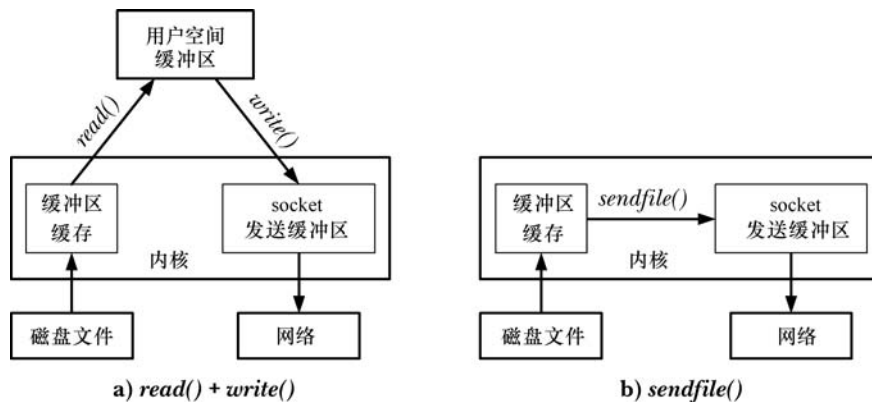 用户空间
缓冲区
read()
write()
缓冲区
缓存
socket
发送缓冲区
内核
磁盘文件
网络
a) read() + write()
缓冲区
缓存
sendfile()
socket
发送缓冲区
内核
磁盘文件
网络
b) sendfile()